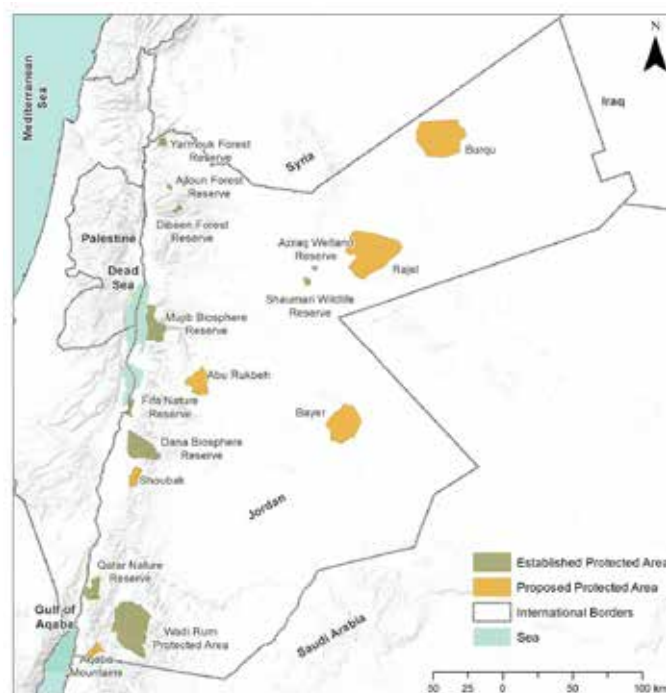 N
Mediterranean
Sea
Iraq
Syria
Burqu
Yarmouk Forest
Reserve
Ajloun Forest
Reserve
Dibeen Forest
Reserve
Palestine
Dead
Sea
Azraq Wetland
Reserve
Rajel
Shaumari Wildlife
Reserve
Mujib Biosphere
Reserve
Abu Rukbeh
Fifa Nature
Reserve
Bayer
Dana Biosphere
Reserve
Shoubak
Jordan
Qatar Nature
Reserve
Gulf of
Aqaba
Wadi Rum
Protected Area
Aqaba
Mountains
Saudi Arabia
Established Protected Area
Proposed Protected Area
International Borders
Sea
50 25 0 50 100 km